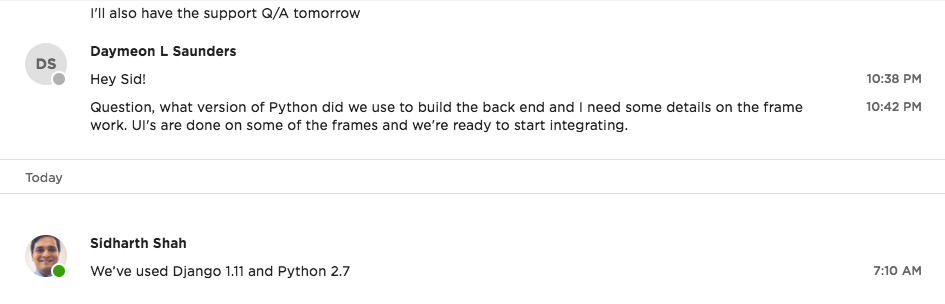 I'll also have the support Q/A tomorrow
DS
Daymeon L Saunders
Hey Sid!
10:38 PM
Question, what version of Python did we use to build the back end and I need some details on the frame
10:42 PM
work. UI's are done on some of the frames and we're ready to start integrating.
Today
Sidharth Shah
We've used Django 1.11 and Python 2.7
7:10 AM